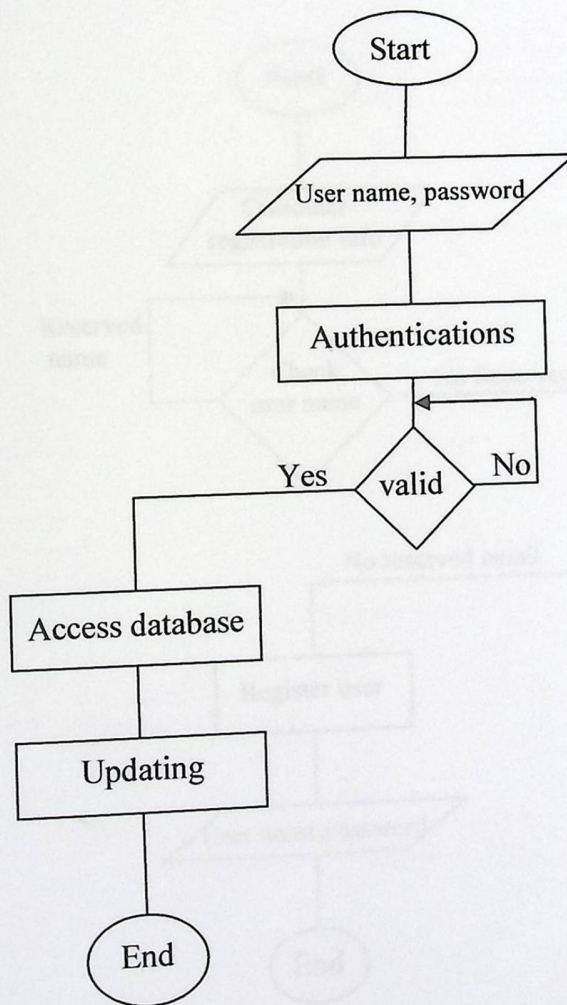 Start
User name, password
Authentications
valid
Yes
No
Access database
Updating
End